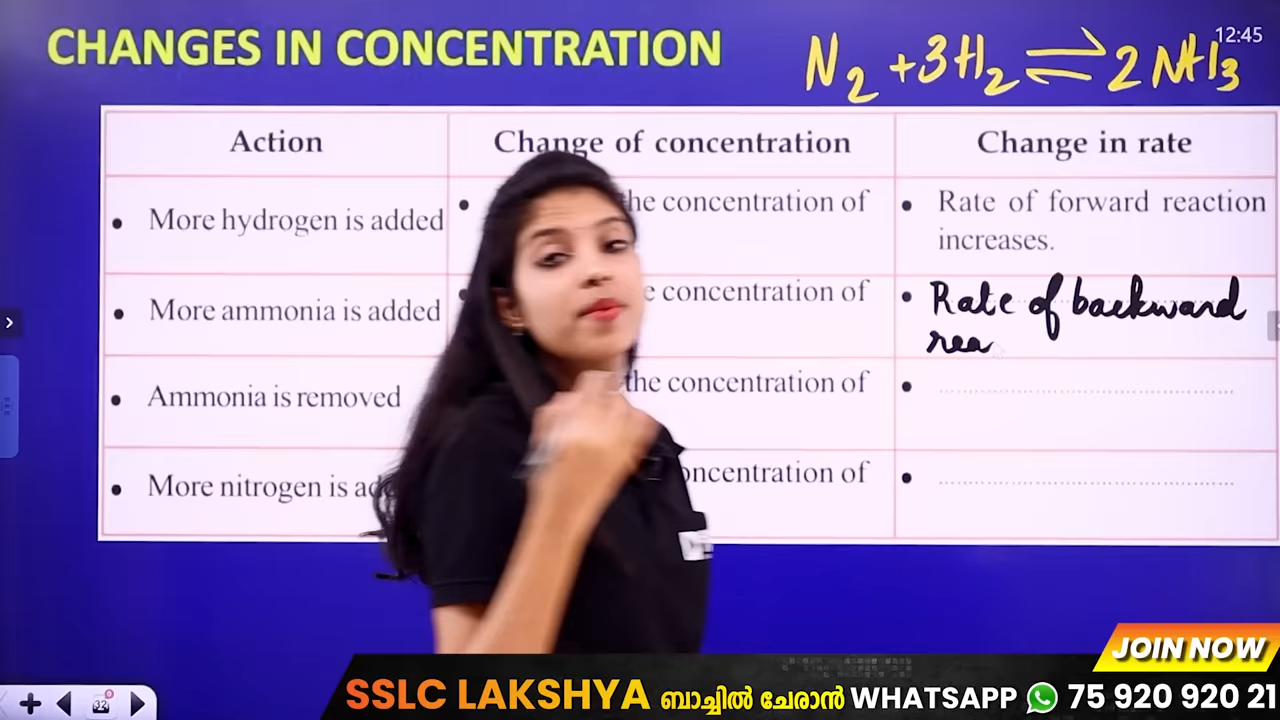 CHANGES IN CONCENTRATION
N2 + 3H2 ⇌ 2NH3
12:45
Action
Change of concentration
Change in rate
• More hydrogen is added
• the concentration of
• Rate of forward reaction
increases.
• More ammonia is added
• concentration of
• Rate of backward
rea
• Ammonia is removed
the concentration of
• ..........................................
• More nitrogen is
concentration of
• ..........................................
32
JOIN NOW
SSLC LAKSHYA ബാച്ചിൽ ചേരാൻ WHATSAPP 75 920 920 21